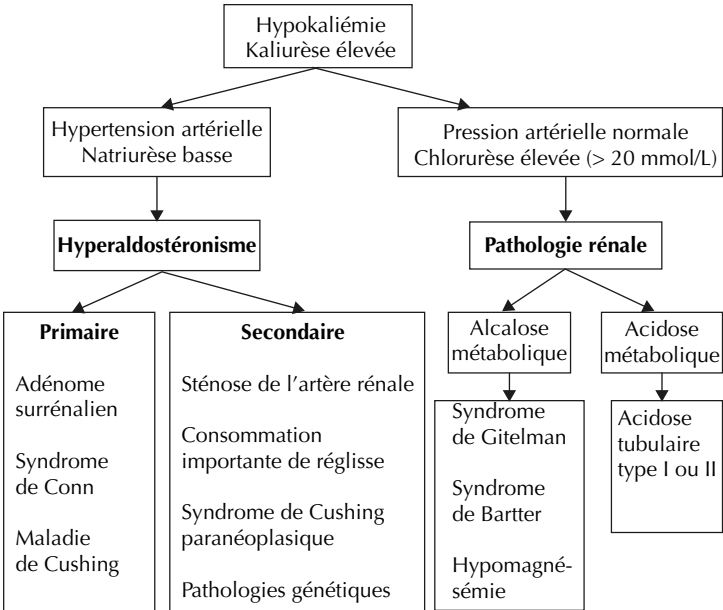 Hypokaliémie
Kaliurèse élevée
Hypertension artérielle
Natriurèse basse
Pression artérielle normale
Chlorurèse élevée (> 20 mmol/L)
Hyperaldostéronisme
Pathologie rénale
Primaire
Adénome
surrénalien
Syndrome
de Conn
Maladie
de Cushing
Secondaire
Sténose de l'artère rénale
Consommation
importante de réglisse
Syndrome de Cushing
paranéoplasique
Pathologies génétiques
Alcalose
métabolique
Syndrome
de Gitelman
Syndrome
de Bartter
Hypomagné-
sémie
Acidose
métabolique
Acidose
tubulaire
type I ou II